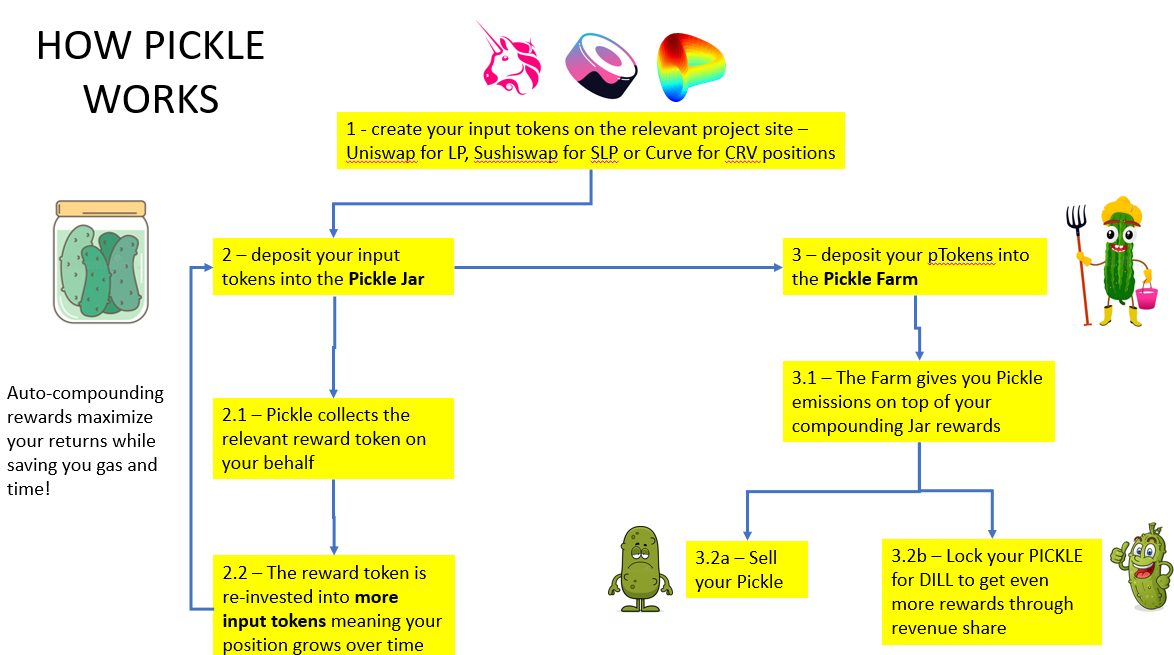 HOW PICKLE
WORKS
1 - create your input tokens on the relevant project site –
Uniswap for LP, Sushiswap for SLP or Curve for CRV positions
2 – deposit your input
tokens into the Pickle Jar
3 – deposit your pTokens into
the Pickle Farm
Auto-compounding
rewards maximize
your returns while
saving you gas and
time!
2.1 – Pickle collects the
relevant reward token on
your behalf
3.1 – The Farm gives you Pickle
emissions on top of your
compounding Jar rewards
2.2 – The reward token is
re-invested into more
input tokens meaning your
position grows over time
3.2a – Sell
your Pickle
3.2b – Lock your PICKLE
for DILL to get even
more rewards through
revenue share